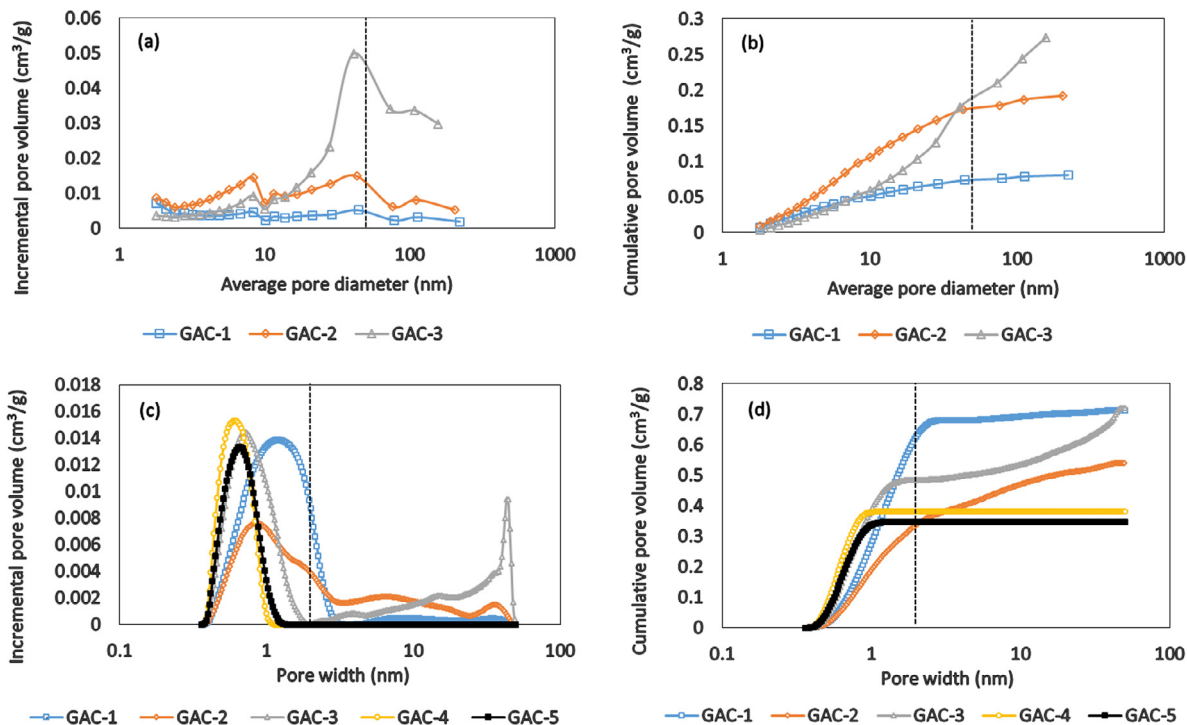 (a)
Incremental pore volume (cm³/g)
0.06
0.05
0.04
0.03
0.02
0.01
0
1 10 100 1000
Average pore diameter (nm)
GAC-1 GAC-2 GAC-3
(b)
Cumulative pore volume (cm³/g)
0.3
0.25
0.2
0.15
0.1
0.05
0
1 10 100 1000
Average pore diameter (nm)
GAC-1 GAC-2 GAC-3
(c)
Incremental pore volume (cm³/g)
0.018
0.016
0.014
0.012
0.01
0.008
0.006
0.004
0.002
0
0.1 1 10 100
Pore width (nm)
GAC-1 GAC-2 GAC-3 GAC-4 GAC-5
(d)
Cumulative pore volume (cm³/g)
0.8
0.7
0.6
0.5
0.4
0.3
0.2
0.1
0
0.1 1 10 100
Pore width (nm)
GAC-1 GAC-2 GAC-3 GAC-4 GAC-5